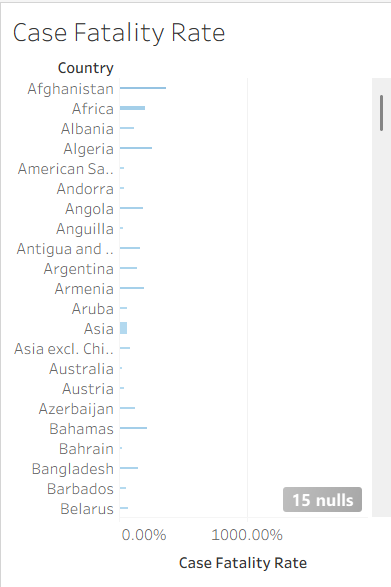 Case Fatality Rate
Country
Afghanistan
Africa
Albania
Algeria
American Sa..
Andorra
Angola
Anguilla
Antigua and ..
Argentina
Armenia
Aruba
Asia
Asia excl. Chi..
Australia
Austria
Azerbaijan
Bahamas
Bahrain
Bangladesh
Barbados
Belarus
15 nulls
0.00% 1000.00%
Case Fatality Rate